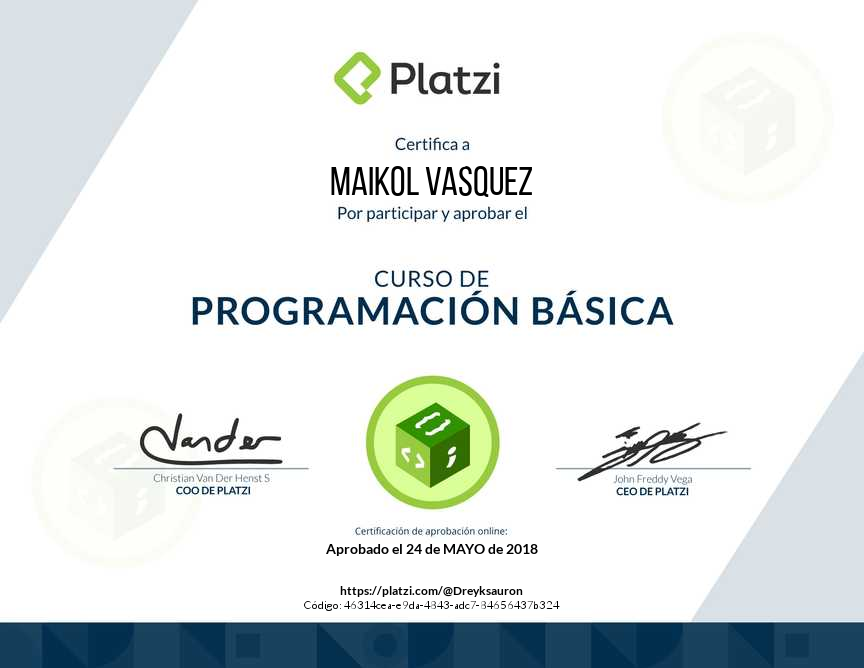 Platzi
Certifica a
MAIKOL VASQUEZ
Por participar y aprobar el
CURSO DE
PROGRAMACIÓN BÁSICA
Christian Van Der Henst S
COO DE PLATZI
John Freddy Vega
CEO DE PLATZI
Certificación de aprobación online:
Aprobado el 24 de MAYO de 2018
https://platzi.com/@Dreyksauron
Código: 46314cea-e9da-4843-adc7-84656437b324